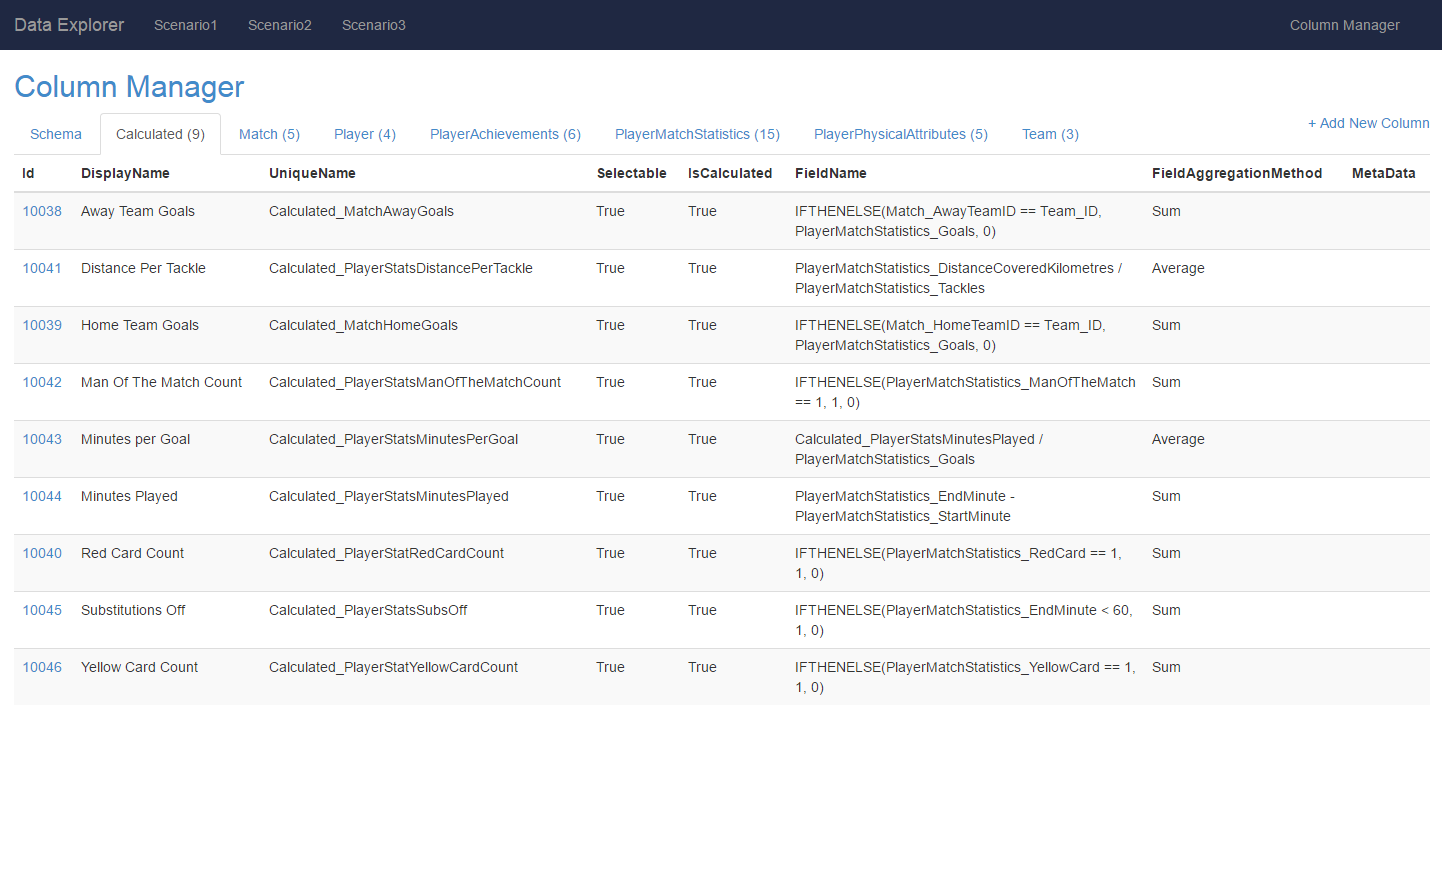 Data Explorer Scenario1 Scenario2 Scenario3 Column Manager
Column Manager
Schema Calculated (9) Match (5) Player (4) PlayerAchievements (6) PlayerMatchStatistics (15) PlayerPhysicalAttributes (5) Team (3) + Add New Column
Id DisplayName UniqueName Selectable IsCalculated FieldName FieldAggregationMethod MetaData
10038 Away Team Goals Calculated_MatchAwayGoals True True IFTHENELSE(Match_AwayTeamID == Team_ID, Sum
PlayerMatchStatistics_Goals, 0)
10041 Distance Per Tackle Calculated_PlayerStatsDistancePerTackle True True PlayerMatchStatistics_DistanceCoveredKilometres / Average
PlayerMatchStatistics_Tackles
10039 Home Team Goals Calculated_MatchHomeGoals True True IFTHENELSE(Match_HomeTeamID == Team_ID, Sum
PlayerMatchStatistics_Goals, 0)
10042 Man Of The Match Count Calculated_PlayerStatsManOfTheMatchCount True True IFTHENELSE(PlayerMatchStatistics_ManOfTheMatch Sum
== 1, 1, 0)
10043 Minutes per Goal Calculated_PlayerStatsMinutesPerGoal True True Calculated_PlayerStatsMinutesPlayed / Average
PlayerMatchStatistics_Goals
10044 Minutes Played Calculated_PlayerStatsMinutesPlayed True True PlayerMatchStatistics_EndMinute - Sum
PlayerMatchStatistics_StartMinute
10040 Red Card Count Calculated_PlayerStatRedCardCount True True IFTHENELSE(PlayerMatchStatistics_RedCard == 1, Sum
1, 0)
10045 Substitutions Off Calculated_PlayerStatsSubsOff True True IFTHENELSE(PlayerMatchStatistics_EndMinute < 60, Sum
1, 0)
10046 Yellow Card Count Calculated_PlayerStatYellowCardCount True True IFTHENELSE(PlayerMatchStatistics_YellowCard == 1, Sum
1, 0)